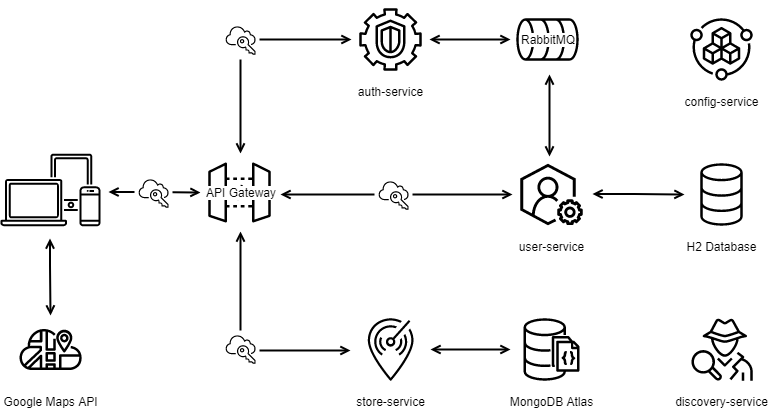 RabbitMQ
auth-service
config-service
API Gateway
user-service
H2 Database
Google Maps API
store-service
MongoDB Atlas
discovery-service